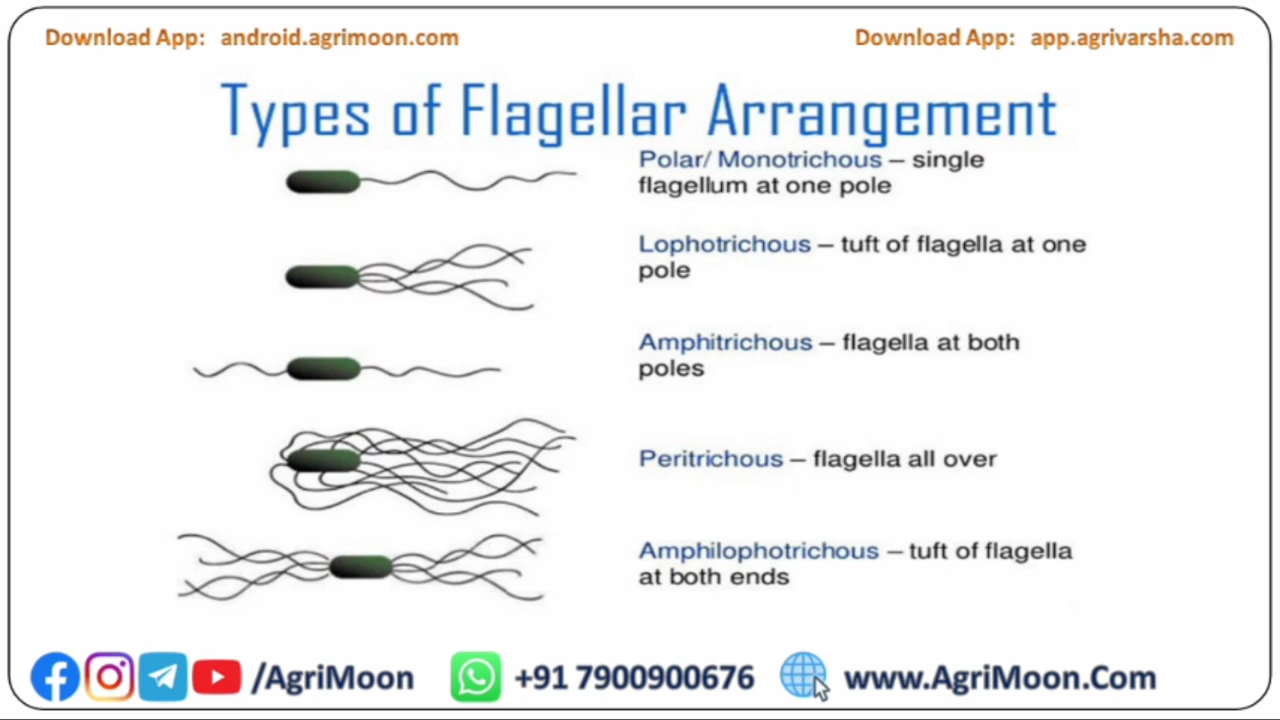 Download App: android.agrimoon.com
Download App: app.agrivarsha.com
Types of Flagellar Arrangement
Polar/ Monotrichous – single
flagellum at one pole
Lophotrichous – tuft of flagella at one
pole
Amphitrichous – flagella at both
poles
Peritrichous – flagella all over
Amphilophotrichous – tuft of flagella
at both ends
/AgriMoon
+91 7900900676
www.AgriMoon.Com